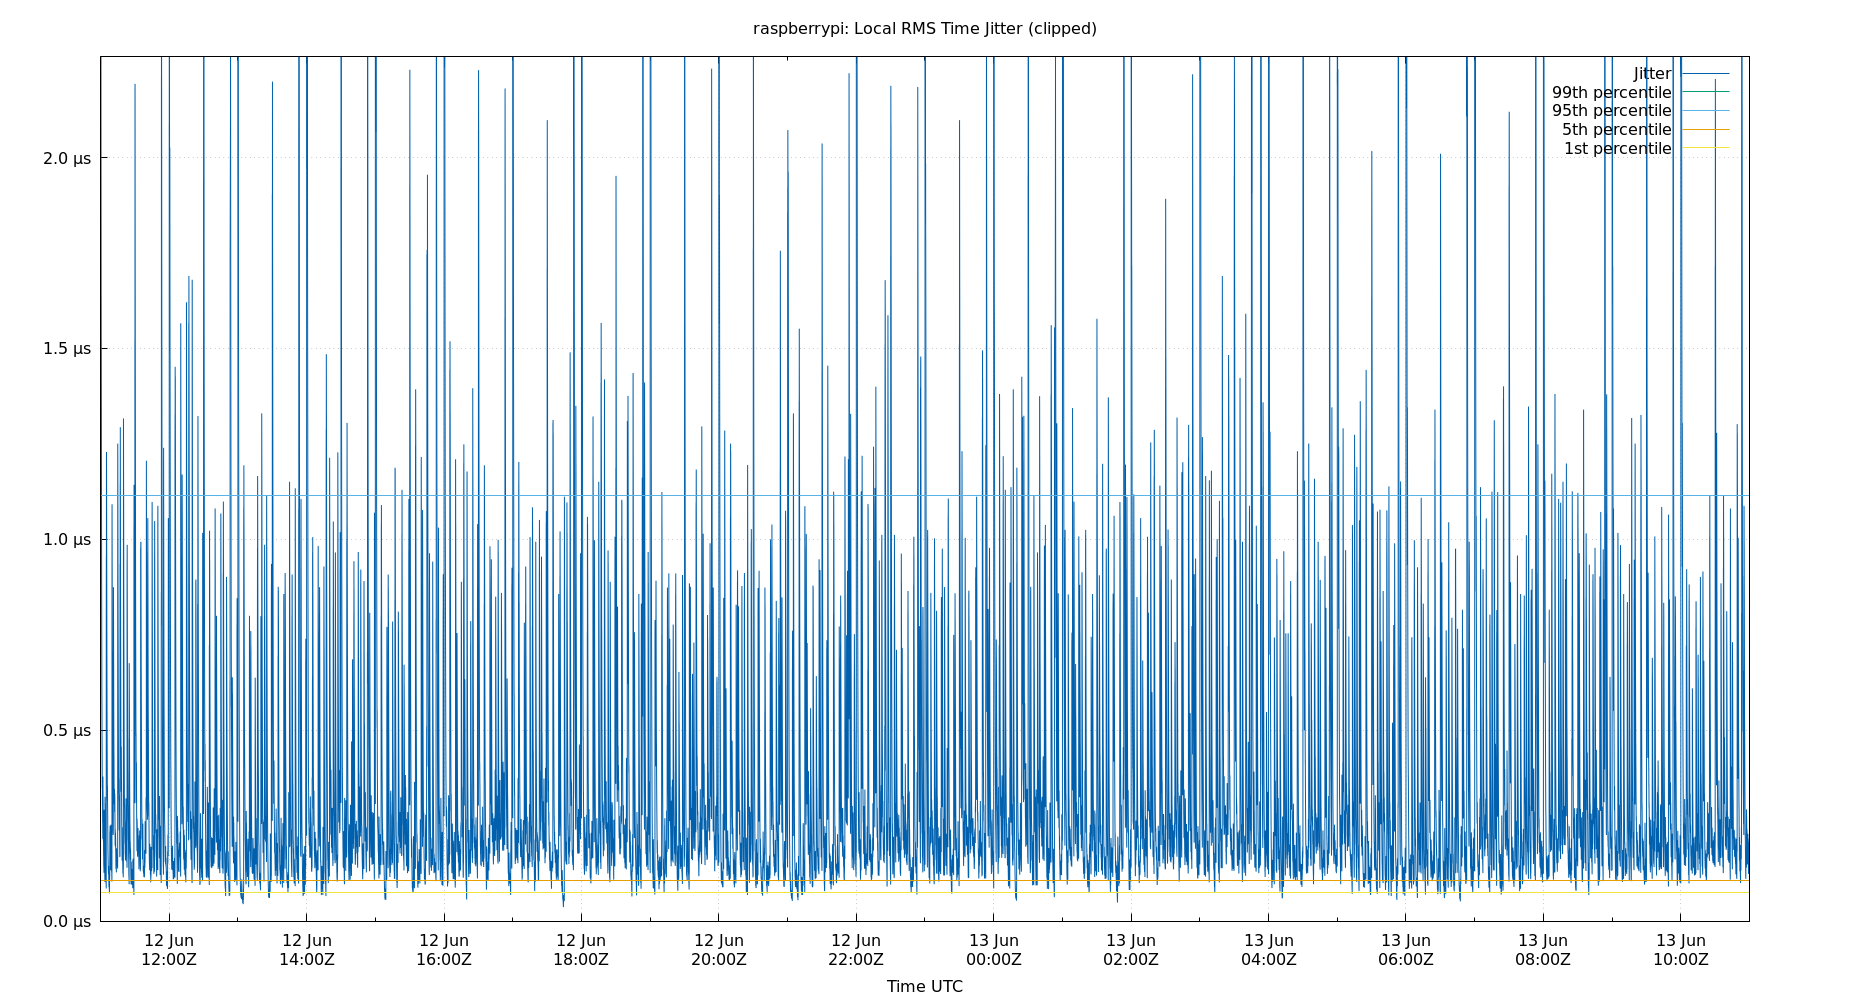 raspberrypi: Local RMS Time Jitter (clipped)
Jitter
99th percentile
95th percentile
5th percentile
1st percentile
2.0 µs
1.5 µs
1.0 µs
0.5 µs
0.0 µs
12 Jun 12 Jun 12 Jun 12 Jun 12 Jun 12 Jun 13 Jun 13 Jun 13 Jun 13 Jun 13 Jun 13 Jun
12:00Z 14:00Z 16:00Z 18:00Z 20:00Z 22:00Z 00:00Z 02:00Z 04:00Z 06:00Z 08:00Z 10:00Z
Time UTC